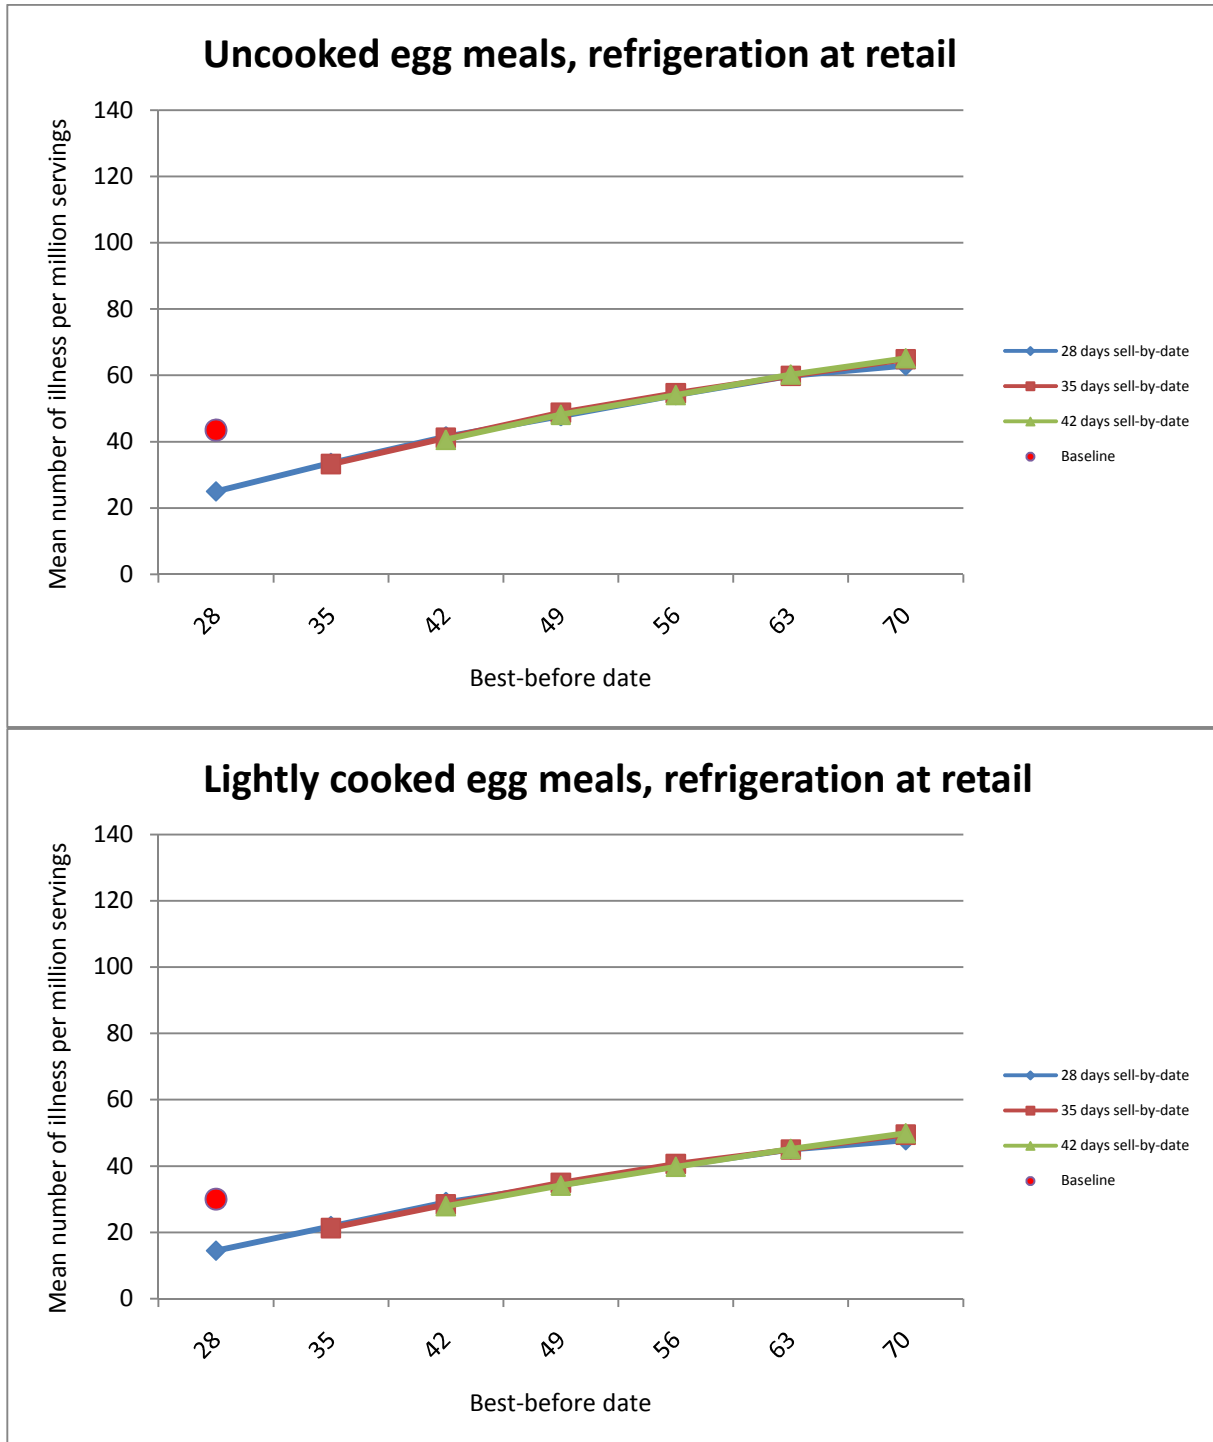 Uncooked egg meals, refrigeration at retail
Mean number of illness per million servings
140
120
100
80
60
40
20
0
28
35
42
49
56
63
70
Best-before date
28 days sell-by-date
35 days sell-by-date
42 days sell-by-date
Baseline
Lightly cooked egg meals, refrigeration at retail
Mean number of illness per million servings
140
120
100
80
60
40
20
0
28
35
42
49
56
63
70
Best-before date
28 days sell-by-date
35 days sell-by-date
42 days sell-by-date
Baseline